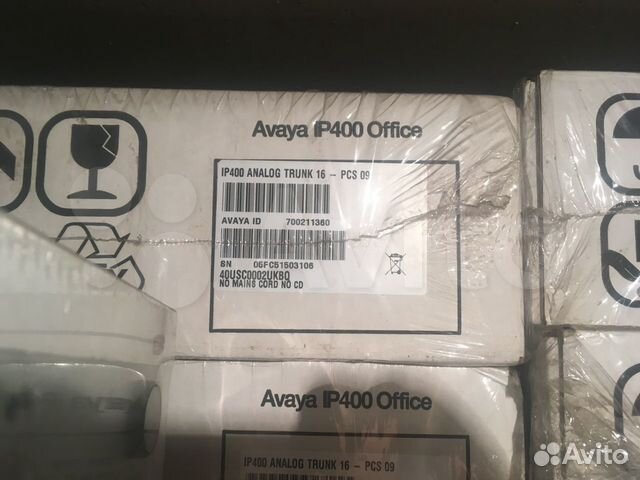 Avaya IP400 Office
IP400 ANALOG TRUNK 16 - PCS 09
AVAYA ID 700211360
SN 05FC51503106
40USC0002UKBQ
NO MAINS CORD NO CD
Avaya IP400 Office
IP400 ANALOG TRUNK 16 - PCS 09
Avito